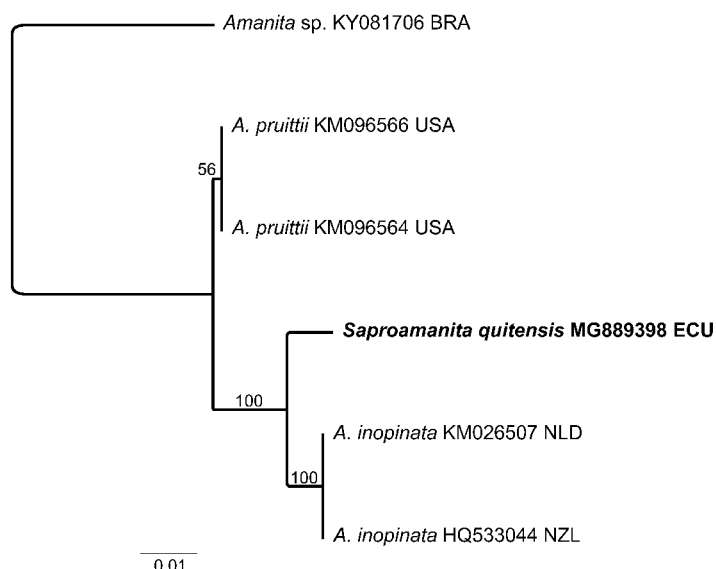 Amanita sp. KY081706 BRA
A. pruittii KM096566 USA
56
A. pruittii KM096564 USA
Saproamanita quitensis MG889398 ECU
100
A. inopinata KM026507 NLD
100
A. inopinata HQ533044 NZL
0.01